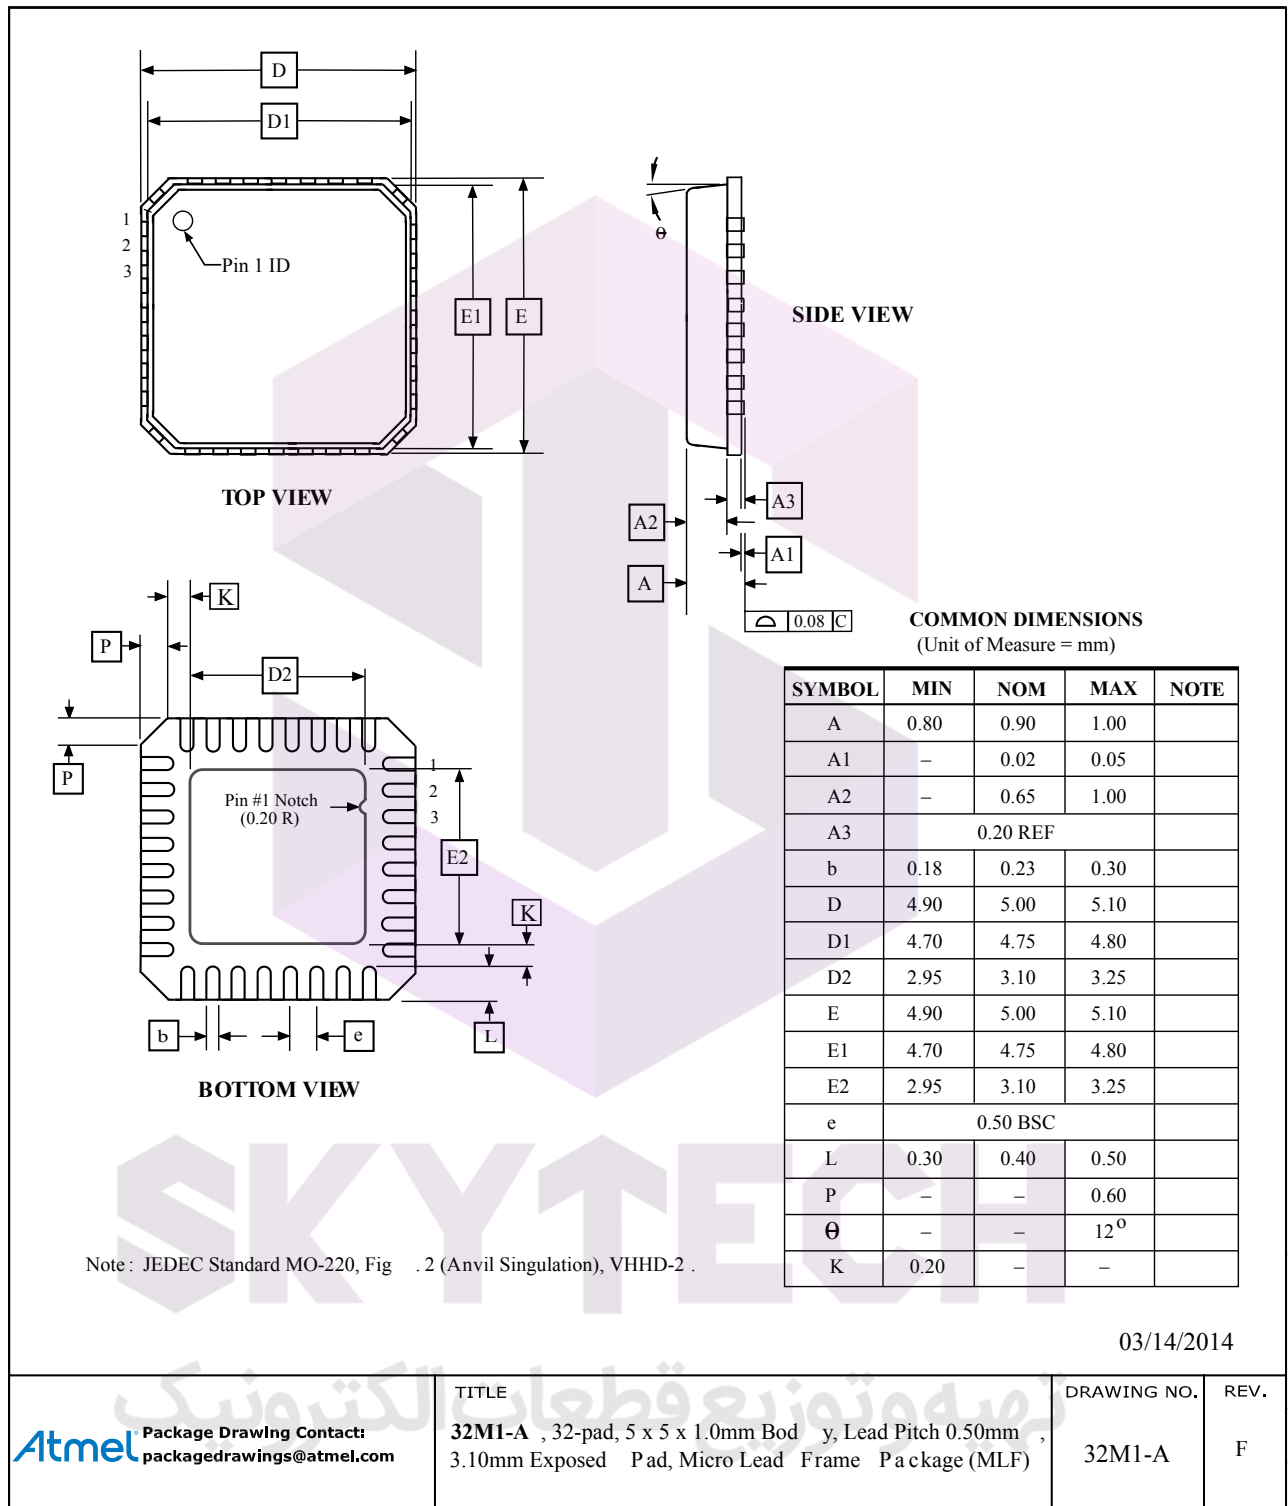 D
D1
1
2
3
Pin 1 ID
E1
E
TOP VIEW
θ
SIDE VIEW
A3
A2
A1
A
0.08 C
K
P
D2
P
1
2
3
Pin #1 Notch
(0.20 R)
E2
K
b
e
L
BOTTOM VIEW
COMMON DIMENSIONS
(Unit of Measure = mm)
SYMBOL MIN NOM MAX NOTE
A 0.80 0.90 1.00
A1 – 0.02 0.05
A2 – 0.65 1.00
A3 0.20 REF
b 0.18 0.23 0.30
D 4.90 5.00 5.10
D1 4.70 4.75 4.80
D2 2.95 3.10 3.25
E 4.90 5.00 5.10
E1 4.70 4.75 4.80
E2 2.95 3.10 3.25
e 0.50 BSC
L 0.30 0.40 0.50
P – – 0.60
θ – – 12°
K 0.20 – –
SKYTECH
Note: JEDEC Standard MO-220, Fig . 2 (Anvil Singulation), VHHD-2 .
03/14/2014
تهیه و توزیع قطعات الکترونیک
Atmel
Package Drawing Contact:
packagedrawings@atmel.com
TITLE
32M1-A , 32-pad, 5 x 5 x 1.0mm Bod y, Lead Pitch 0.50mm ,
3.10mm Exposed Pad, Micro Lead Frame Package (MLF)
DRAWING NO.
32M1-A
REV.
F